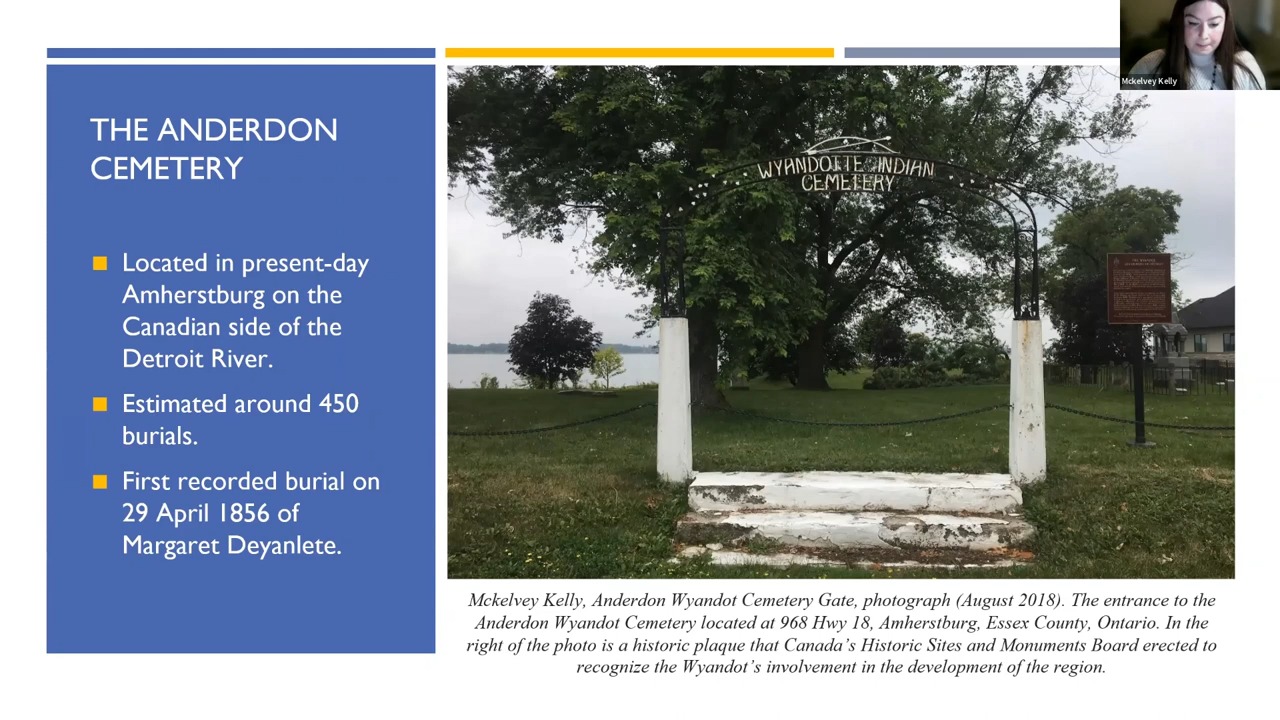 Mckelvey Kelly
THE ANDERDON
CEMETERY
Located in present-day
Amherstburg on the
Canadian side of the
Detroit River.
Estimated around 450
burials.
First recorded burial on
29 April 1856 of
Margaret Deyanlete.
WYANDOTTE INDIAN
CEMETERY
Mckelvey Kelly, Anderdon Wyandot Cemetery Gate, photograph (August 2018). The entrance to the
Anderdon Wyandot Cemetery located at 968 Hwy 18, Amherstburg, Essex County, Ontario. In the
right of the photo is a historic plaque that Canada's Historic Sites and Monuments Board erected to
recognize the Wyandot's involvement in the development of the region.